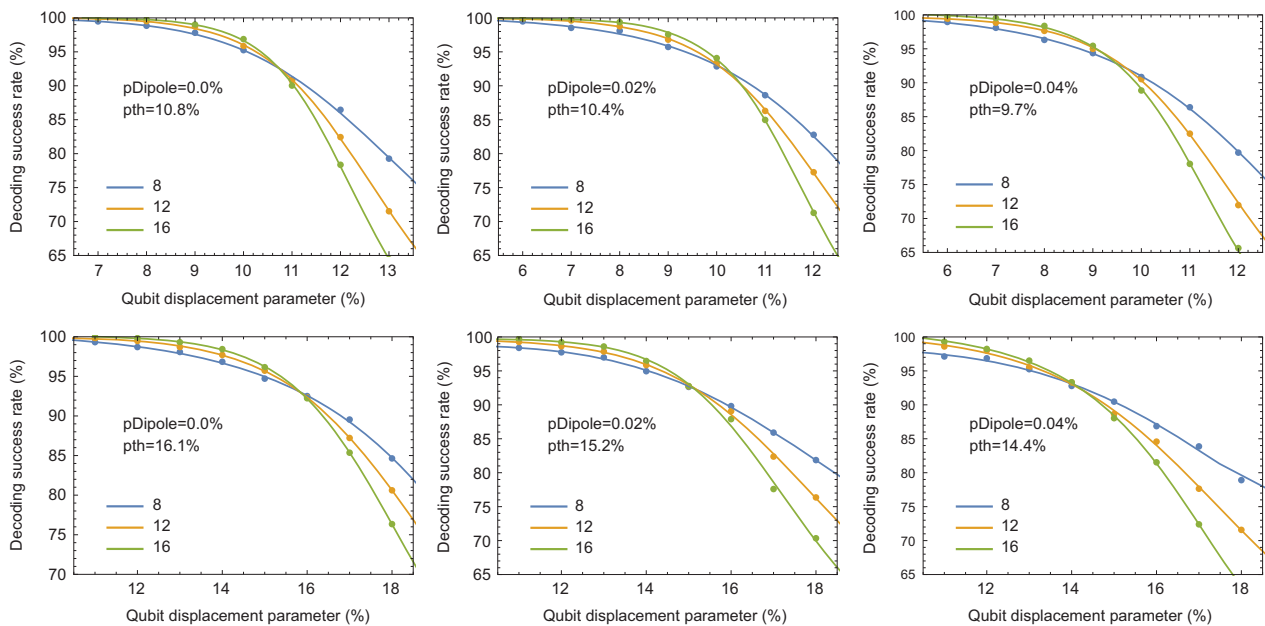 100
95
90
85
80
75
70
65
Decoding success rate (%)
pDipole=0.0%
pth=10.8%
8
12
16
7 8 9 10 11 12 13
Qubit displacement parameter (%)
100
95
90
85
80
75
70
65
Decoding success rate (%)
pDipole=0.02%
pth=10.4%
8
12
16
6 7 8 9 10 11 12
Qubit displacement parameter (%)
100
95
90
85
80
75
70
65
Decoding success rate (%)
pDipole=0.04%
pth=9.7%
8
12
16
6 7 8 9 10 11 12
Qubit displacement parameter (%)
100
95
90
85
80
75
70
Decoding success rate (%)
pDipole=0.0%
pth=16.1%
8
12
16
12 14 16 18
Qubit displacement parameter (%)
100
95
90
85
80
75
70
65
Decoding success rate (%)
pDipole=0.02%
pth=15.2%
8
12
16
12 14 16 18
Qubit displacement parameter (%)
100
95
90
85
80
75
70
65
Decoding success rate (%)
pDipole=0.04%
pth=14.4%
8
12
16
12 14 16 18
Qubit displacement parameter (%)